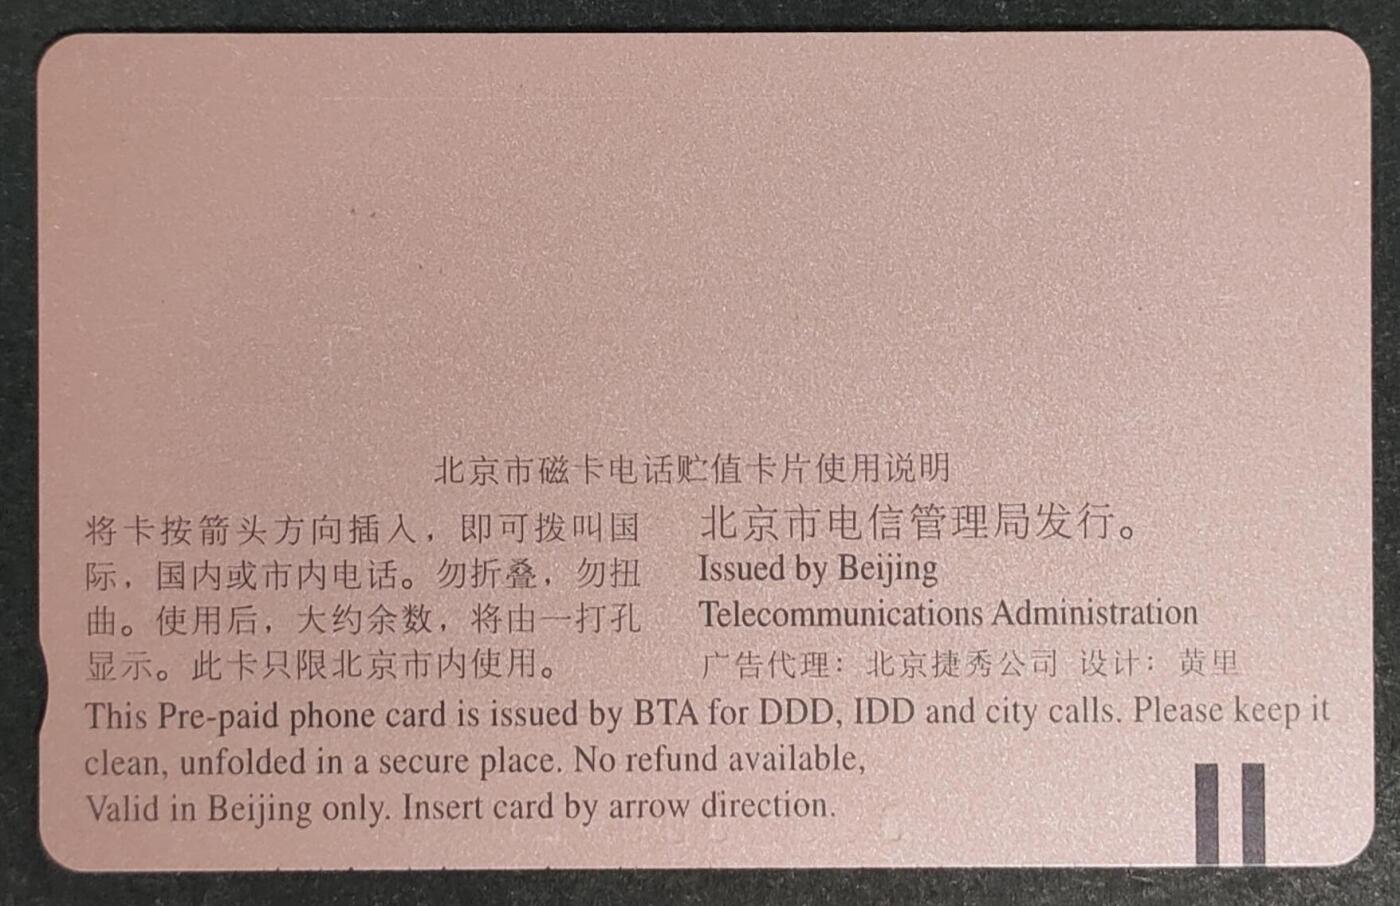 北京市磁卡电话贮值卡片使用说明
将卡按箭头方向插入，即可拨叫国
际，国内或市内电话。勿折叠，勿扭
曲。使用后，大约余数，将由一打孔
显示。此卡只限北京市内使用。
北京市电信管理局发行。
Issued by Beijing
Telecommunications Administration
广告代理：北京捷秀公司 设计：黄里
This Pre-paid phone card is issued by BTA for DDD, IDD and city calls. Please keep it
clean, unfolded in a secure place. No refund available,
Valid in Beijing only. Insert card by arrow direction.